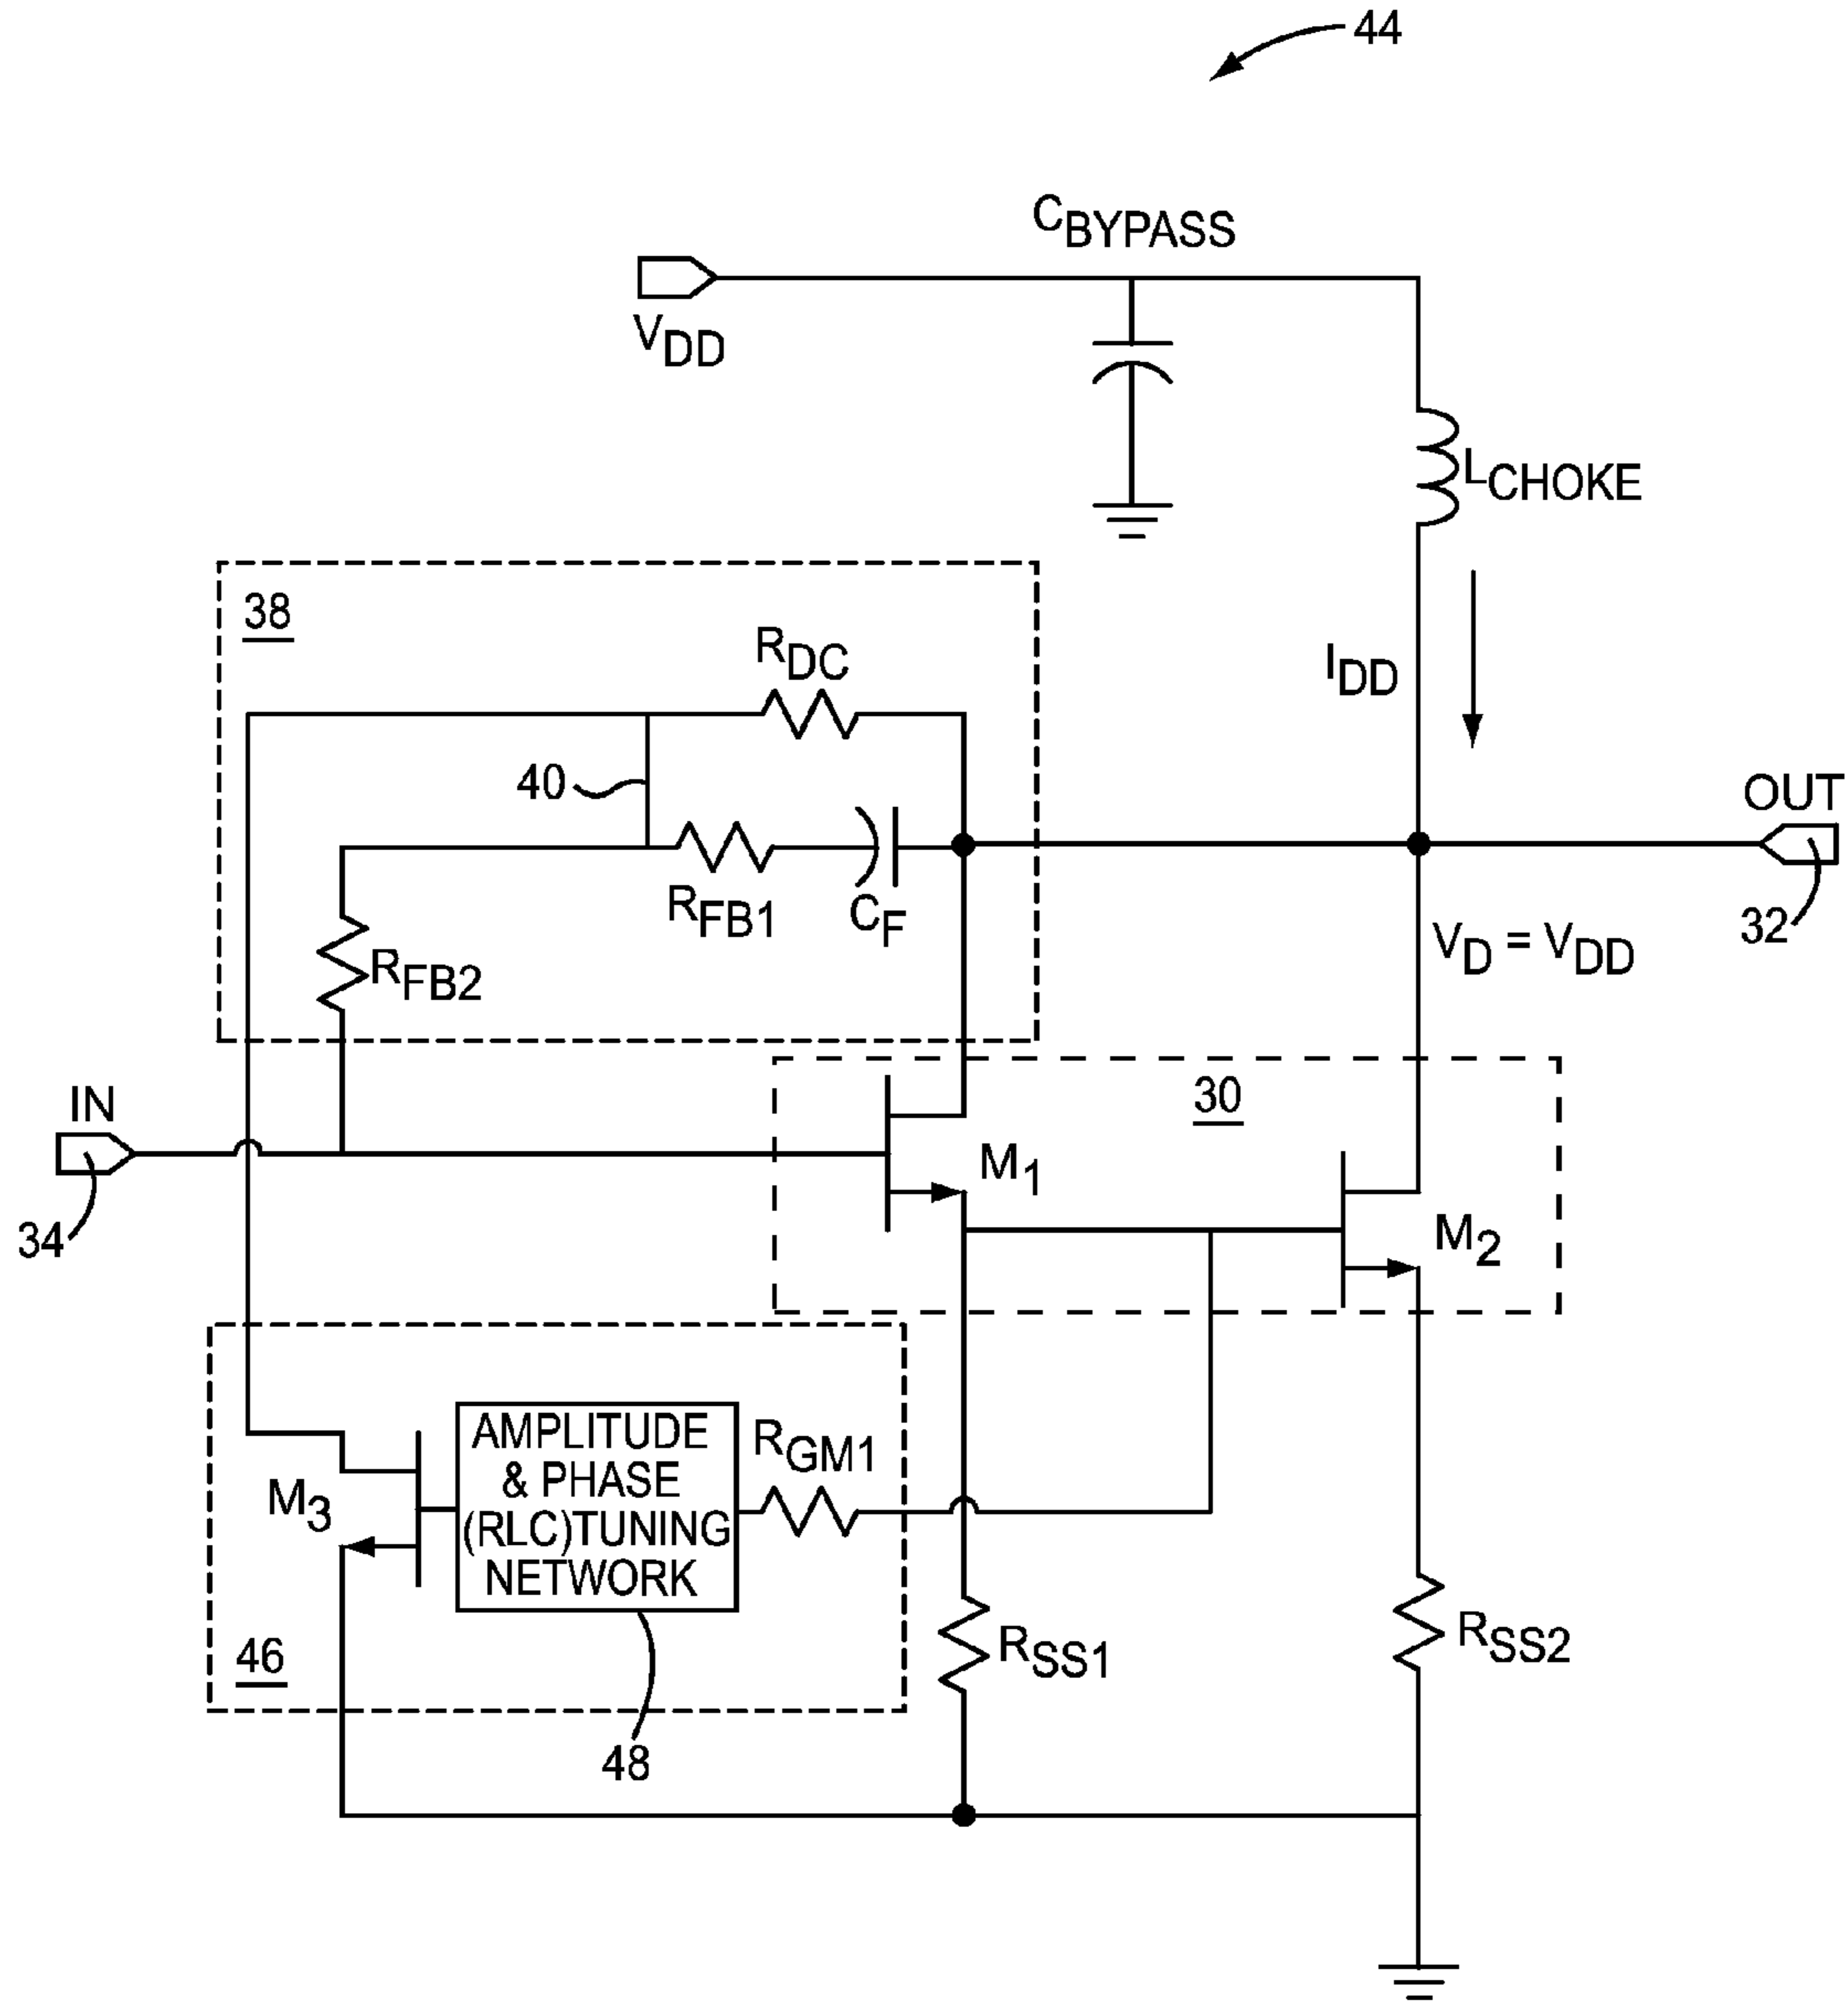 44
CBYPASS
VDD
LCHOKE
38
RDC
IDD
40
OUT
RFB1
CF
32
VD = VDD
RFB2
30
IN
M1
34
M2
AMPLITUDE
& PHASE
(RLC)TUNING
NETWORK
RGM1
M3
46
RSS1
RSS2
48